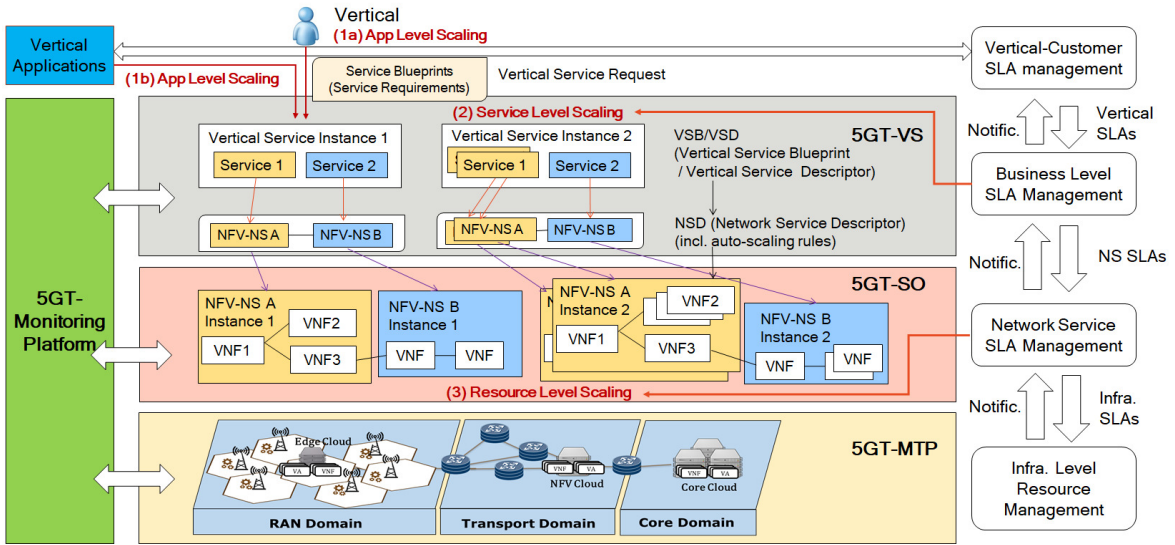 Vertical
(1a) App Level Scaling
Vertical
Applications
(1b) App Level Scaling
Service Blueprints
(Service Requirements)
Vertical Service Request
Vertical-Customer
SLA management
Notific.
Vertical
SLAs
(2) Service Level Scaling
5GT-VS
Vertical Service Instance 1
Service 1
Service 2
Vertical Service Instance 2
Service 1
Service 2
VSB/VSD
(Vertical Service Blueprint
/ Vertical Service Descriptor)
Business Level
SLA Management
NFV-NS A
NFV-NS B
NFV-NS A
NFV-NS B
NSD (Network Service Descriptor)
(incl. auto-scaling rules)
Notific.
NS SLAs
5GT-
Monitoring
Platform
5GT-SO
NFV-NS A
Instance 1
VNF1
VNF2
VNF3
NFV-NS B
Instance 1
VNF
VNF
N
NFV-NS A
Instance 2
VNF1
VNF2
VNF3
NFV-NS B
Instance 2
VNF
VNF
Network Service
SLA Management
(3) Resource Level Scaling
Notific.
Infra.
SLAs
5GT-MTP
Edge Cloud
VA
VNF
VNF
VA
NFV Cloud
VNF
VA
Core Cloud
RAN Domain
Transport Domain
Core Domain
Infra. Level
Resource
Management